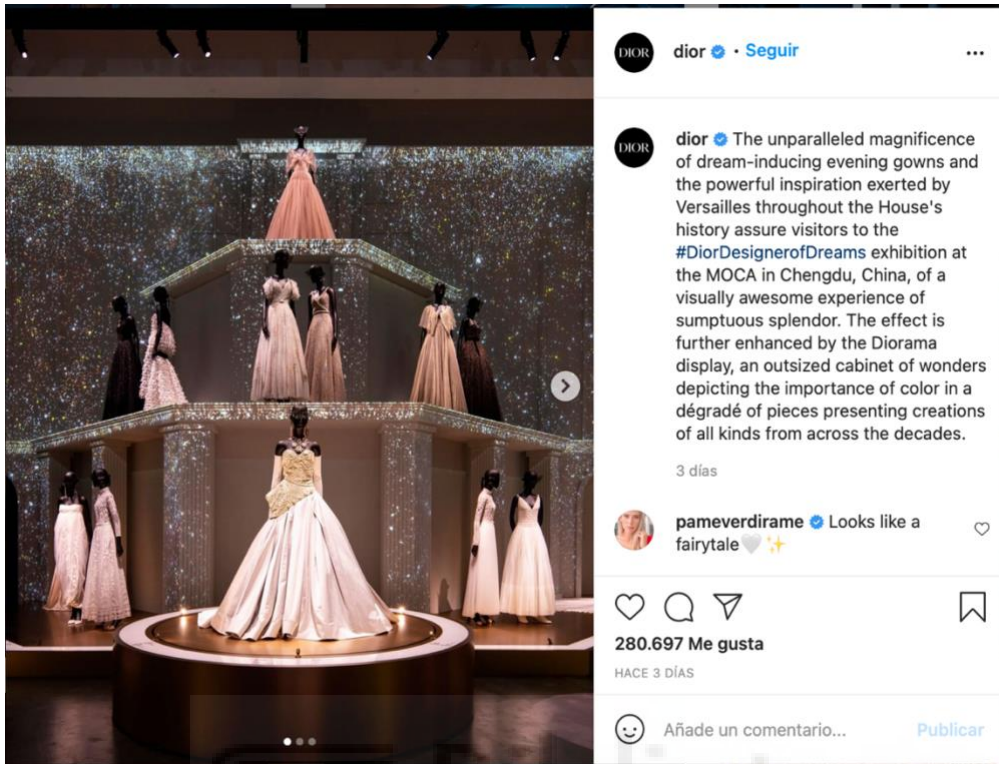 DIOR
dior • Seguir
DIOR
dior The unparalleled magnificence
of dream-inducing evening gowns and
the powerful inspiration exerted by
Versailles throughout the House's
history assure visitors to the
#DiorDesignerofDreams exhibition at
the MOCA in Chengdu, China, of a
visually awesome experience of
sumptuous splendor. The effect is
further enhanced by the Diorama
display, an outsized cabinet of wonders
depicting the importance of color in a
dégradé of pieces presenting creations
of all kinds from across the decades.
3 días
pameverdirame Looks like a
fairytale🤍✨
280.697 Me gusta
HACE 3 DÍAS
Añade un comentario... Publicar